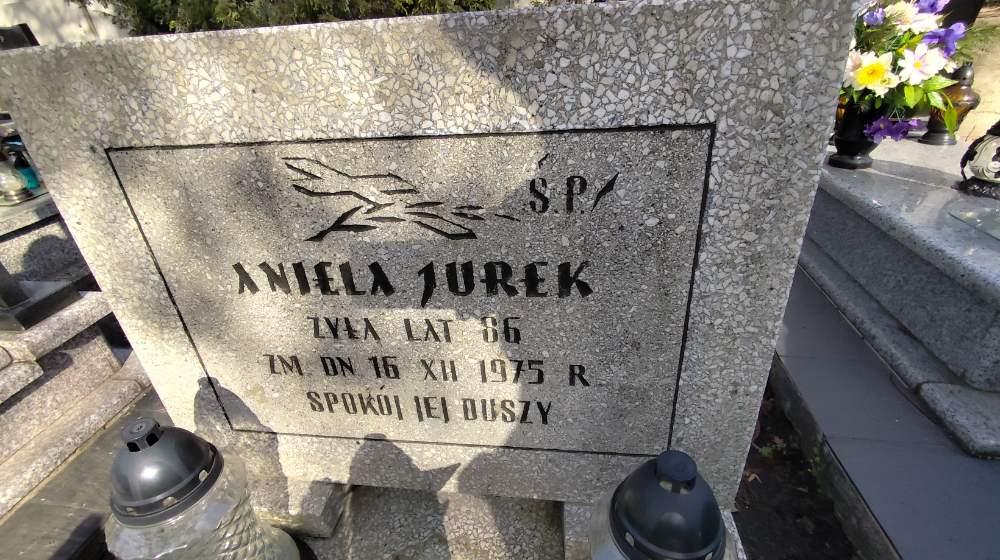 Ś.P.
ANIELA JUREK
ŻYŁA LAT 86
ZM. DN 16 XII 1975 R
SPOKÓJ JEJ DUSZY